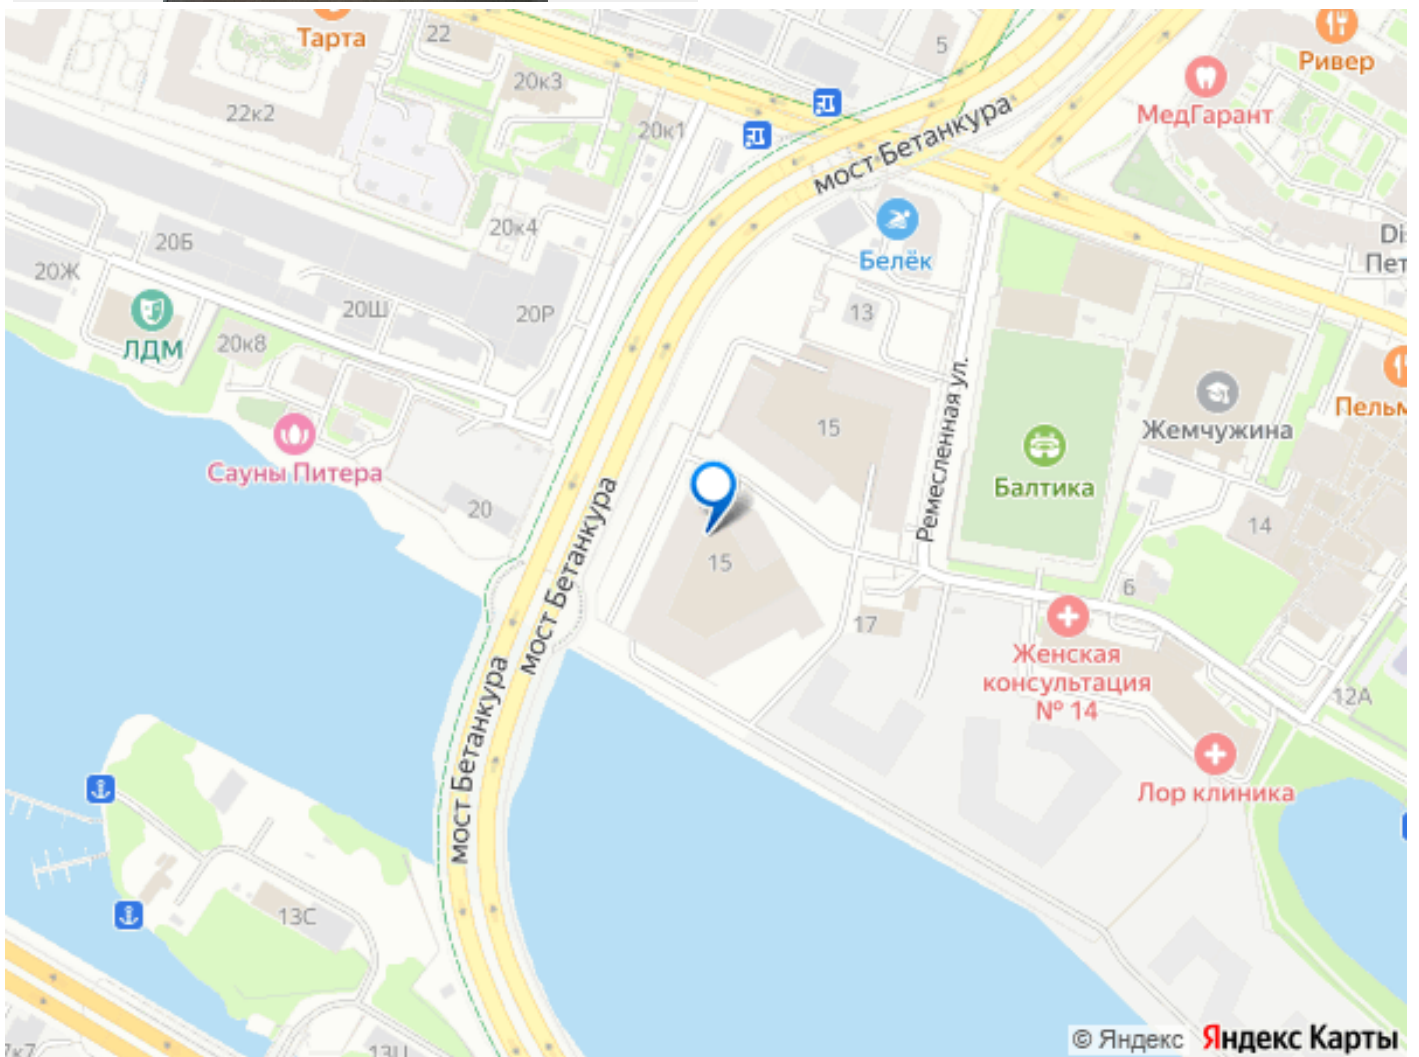 Тарта
22
5
Ривер
20к3
МедГарант
22к2
20к1
мост Бетанкура
20к4
20Б
Белёк
20Ж
13
20Ш
20Р
ЛДМ
20к8
Ремесленная ул.
15
Жемчужина
Сауны Питера
Балтика
20
14
мост Бетанкура
15
6
17
Женская
консультация
№ 14
12А
мост Бетанкура
Лор клиника
13С
© Яндекс
Яндекс Карты